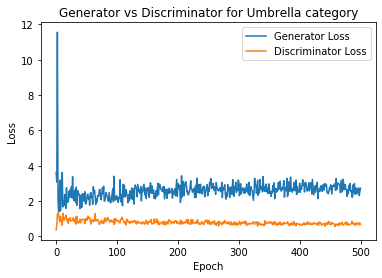 Generator vs Discriminator for Umbrella category
Generator Loss
Discriminator Loss
12
10
8
6
4
2
0
Loss
0 100 200 300 400 500
Epoch